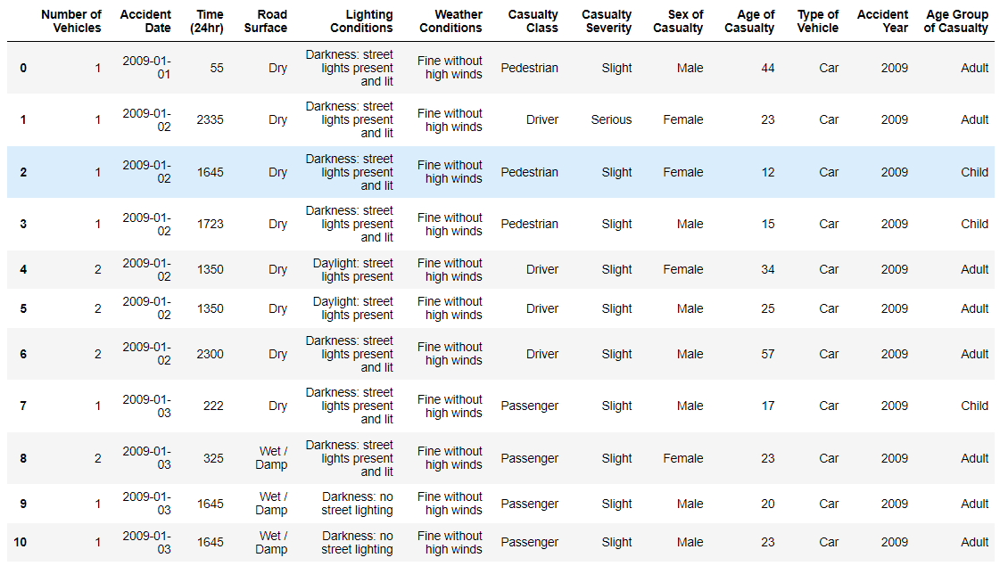 Number of Vehicles Accident Date Time (24hr) Road Surface Lighting Conditions Weather Conditions Casualty Class Casualty Severity Sex of Casualty Age of Casualty Type of Vehicle Accident Year Age Group of Casualty
0 1 2009-01-01 55 Dry Darkness: street lights present and lit Fine without high winds Pedestrian Slight Male 44 Car 2009 Adult
1 1 2009-01-02 2335 Dry Darkness: street lights present and lit Fine without high winds Driver Serious Female 23 Car 2009 Adult
2 1 2009-01-02 1645 Dry Darkness: street lights present and lit Fine without high winds Pedestrian Slight Female 12 Car 2009 Child
3 1 2009-01-02 1723 Dry Darkness: street lights present and lit Fine without high winds Pedestrian Slight Male 15 Car 2009 Child
4 2 2009-01-02 1350 Dry Daylight: street lights present Fine without high winds Driver Slight Female 34 Car 2009 Adult
5 2 2009-01-02 1350 Dry Daylight: street lights present Fine without high winds Driver Slight Male 25 Car 2009 Adult
6 2 2009-01-02 2300 Dry Darkness: street lights present and lit Fine without high winds Driver Slight Male 57 Car 2009 Adult
7 1 2009-01-03 222 Dry Darkness: street lights present and lit Fine without high winds Passenger Slight Male 17 Car 2009 Child
8 2 2009-01-03 325 Wet / Damp Darkness: street lights present and lit Fine without high winds Passenger Slight Female 23 Car 2009 Adult
9 1 2009-01-03 1645 Wet / Damp Darkness: no street lighting Fine without high winds Passenger Slight Male 20 Car 2009 Adult
10 1 2009-01-03 1645 Wet / Damp Darkness: no street lighting Fine without high winds Passenger Slight Male 23 Car 2009 Adult